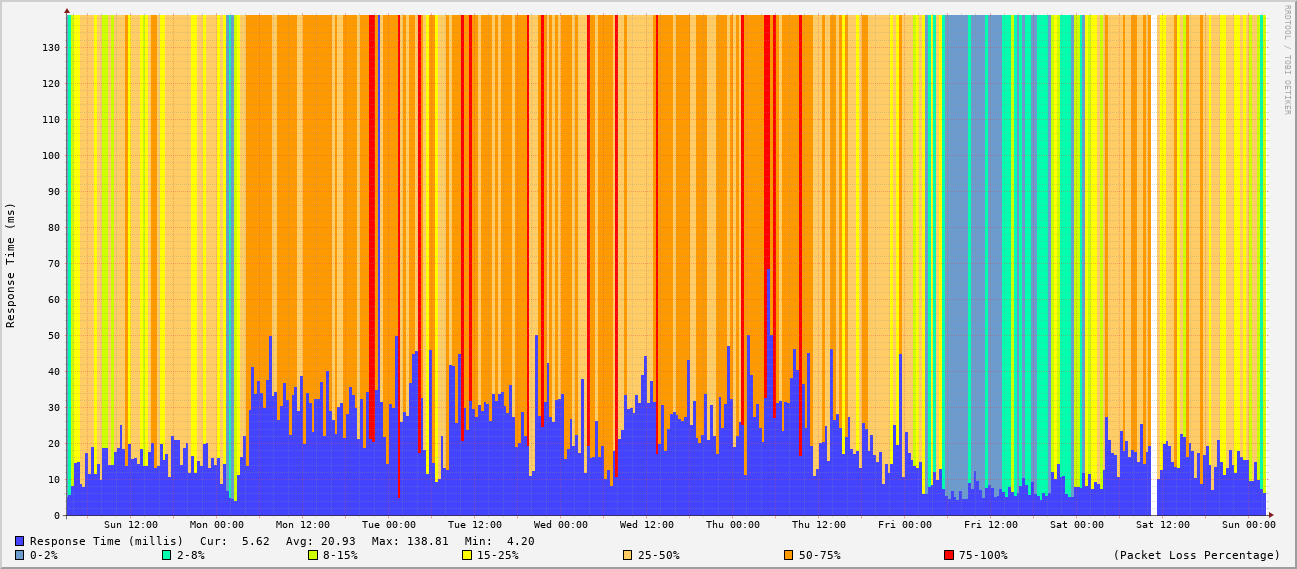 RRDTOOL / TOBI OETIKER
Response Time (ms)
130
120
110
100
90
80
70
60
50
40
30
20
10
0
Sun 12:00 Mon 00:00 Mon 12:00 Tue 00:00 Tue 12:00 Wed 00:00 Wed 12:00 Thu 00:00 Thu 12:00 Fri 00:00 Fri 12:00 Sat 00:00 Sat 12:00 Sun 00:00
Response Time (millis) Cur: 5.62 Avg: 20.93 Max: 138.81 Min: 4.20
0-2% 2-8% 8-15% 15-25% 25-50% 50-75% 75-100% (Packet Loss Percentage)